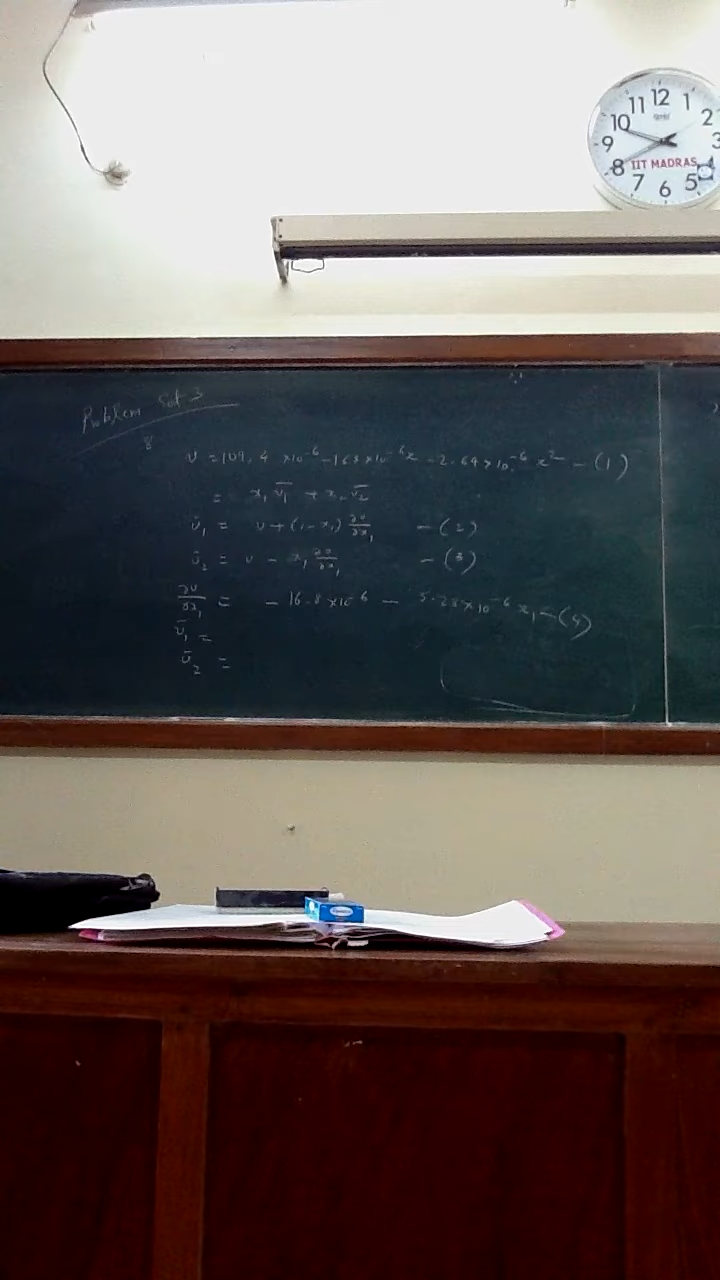 12
11 1
10 2
9 3
8 IIT MADRAS
7 5
6
Problem Set 3
8
v = 109.4 × 10⁻⁶ - 16.8 × 10⁻⁶ x - 2.64 × 10⁻⁶ x² - (1)
= x₁ v̄₁ + x₂ v̄₂
v̄₁ = v + (1 - x₁) ∂v/∂x₁ - (2)
v̄₂ = v - x₁ ∂v/∂x₁ - (3)
∂v/∂x₁ = - 16.8 × 10⁻⁶ - 5.28 × 10⁻⁶ x₁ - (4)
v̄₁ =
v̄₂ =